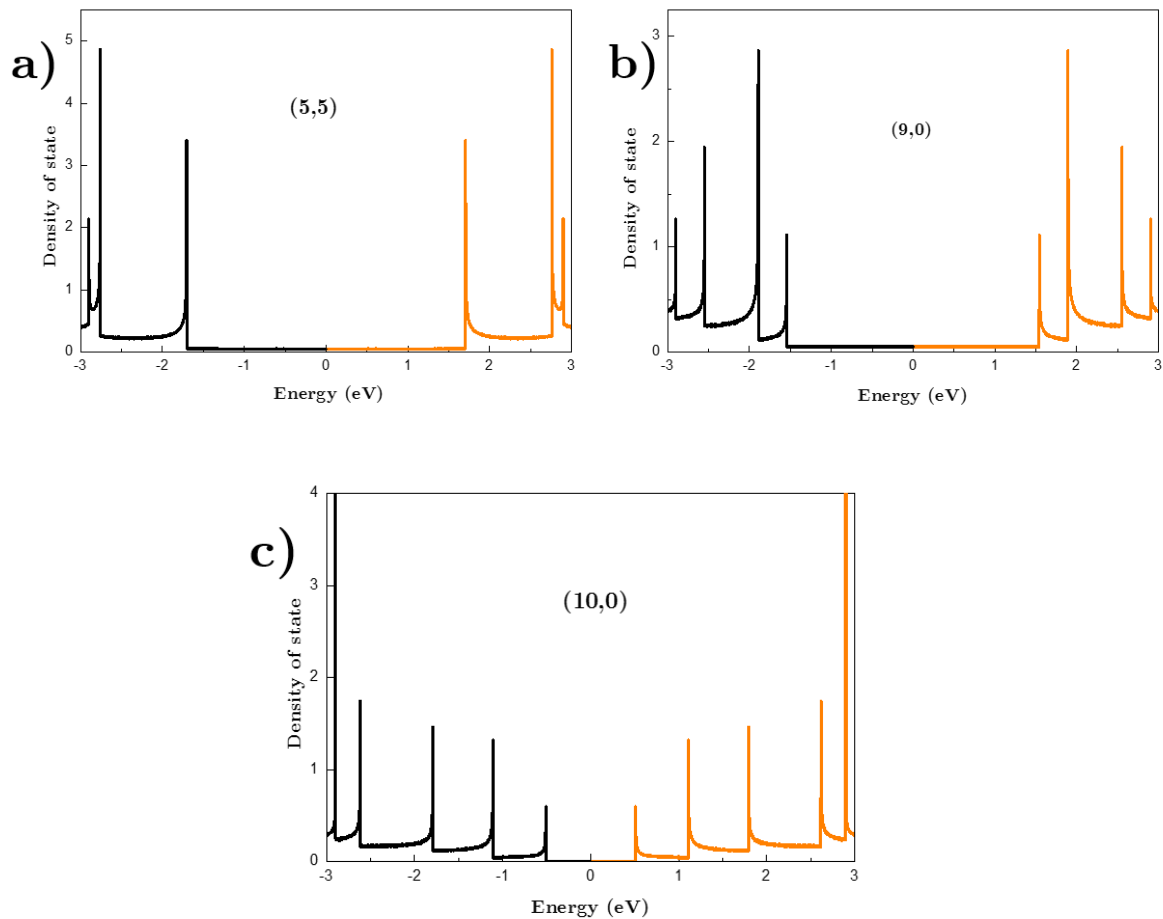 a)
(5,5)
Density of state
5
4
3
2
1
0
-3 -2 -1 0 1 2 3
Energy (eV)
b)
(9,0)
Density of state
3
2
1
0
-3 -2 -1 0 1 2 3
Energy (eV)
c)
(10,0)
Density of state
4
3
2
1
0
-3 -2 -1 0 1 2 3
Energy (eV)